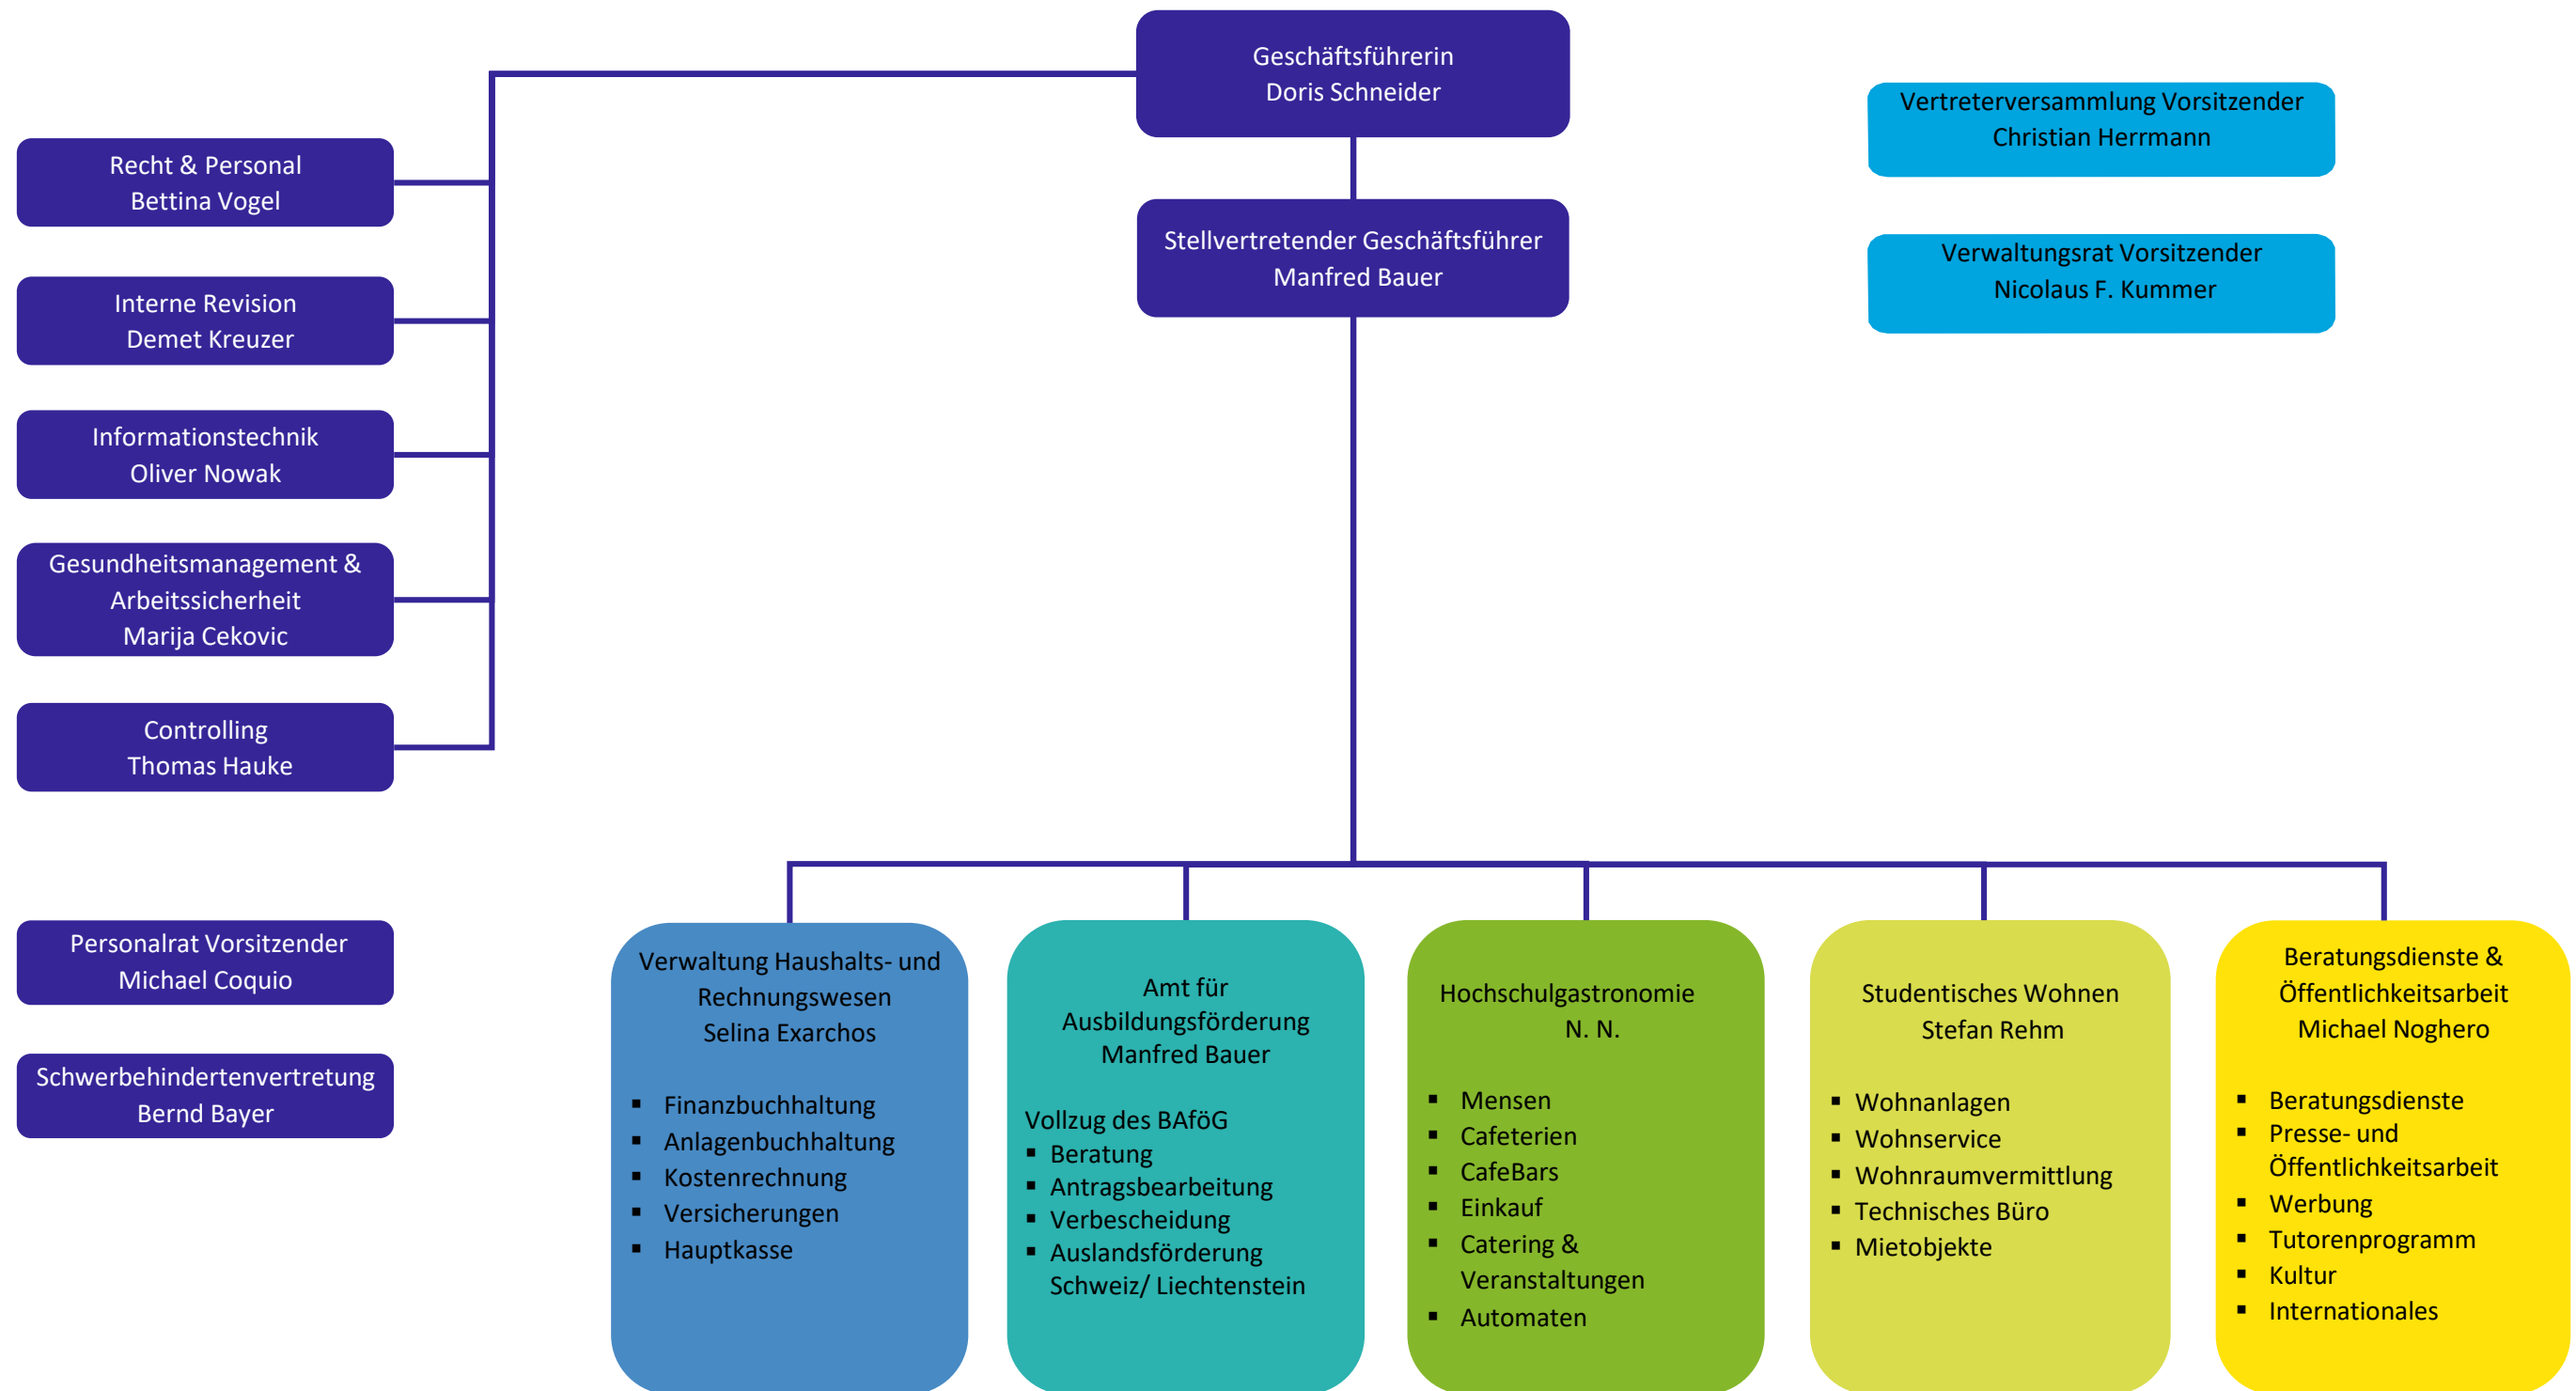 Geschäftsführerin
Doris Schneider
Stellvertretender Geschäftsführer
Manfred Bauer
Vertreterversammlung Vorsitzender
Christian Herrmann
Verwaltungsrat Vorsitzender
Nicolaus F. Kummer
Recht & Personal
Bettina Vogel
Interne Revision
Demet Kreuzer
Informationstechnik
Oliver Nowak
Gesundheitsmanagement &
Arbeitssicherheit
Marija Cekovic
Controlling
Thomas Hauke
Personalrat Vorsitzender
Michael Coquio
Schwerbehindertenvertretung
Bernd Bayer
Verwaltung Haushalts- und
Rechnungswesen
Selina Exarchos
▪ Finanzbuchhaltung
▪ Anlagenbuchhaltung
▪ Kostenrechnung
▪ Versicherungen
▪ Hauptkasse
Amt für
Ausbildungsförderung
Manfred Bauer
Vollzug des BAföG
▪ Beratung
▪ Antragsbearbeitung
▪ Verbescheidung
▪ Auslandsförderung
Schweiz/ Liechtenstein
Hochschulgastronomie
N. N.
▪ Mensen
▪ Cafeterien
▪ CafeBars
▪ Einkauf
▪ Catering &
Veranstaltungen
▪ Automaten
Studentisches Wohnen
Stefan Rehm
▪ Wohnanlagen
▪ Wohnservice
▪ Wohnraumvermittlung
▪ Technisches Büro
▪ Mietobjekte
Beratungsdienste &
Öffentlichkeitsarbeit
Michael Noghero
▪ Beratungsdienste
▪ Presse- und
Öffentlichkeitsarbeit
▪ Werbung
▪ Tutorenprogramm
▪ Kultur
▪ Internationales